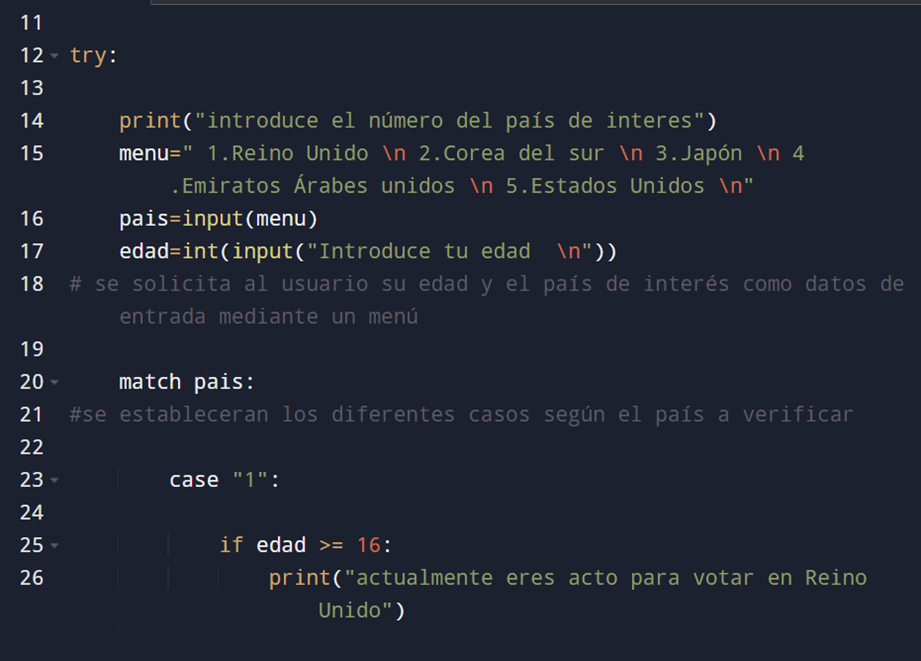 11
12 try:
13
14 print("introduce el número del país de interes")
15 menu=" 1.Reino Unido \n 2.Corea del sur \n 3.Japón \n 4
.Emiratos Árabes unidos \n 5.Estados Unidos \n"
16 pais=input(menu)
17 edad=int(input("Introduce tu edad  \n"))
18 # se solicita al usuario su edad y el país de interés como datos de
entrada mediante un menú
19
20 match pais:
21 #se estableceran los diferentes casos según el país a verificar
22
23 case "1":
24
25 if edad >= 16:
26 print("actualmente eres acto para votar en Reino
Unido")